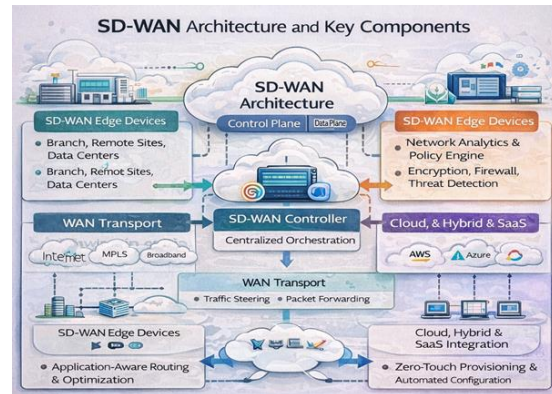 SD-WAN Architecture and Key Components
SD-WAN
Architecture
Control Plane
Data Plane
SD-WAN Edge Devices
Branch, Remote Sites,
Data Centers
Branch, Remot Sites,
Data Centers
SD-WAN Edge Devices
Network Analytics &
Policy Engine
Encryption, Firewall,
Threat Detection
WAN Transport
Internet
MPLS
Broadband
SD-WAN Controller
Centralized Orchestration
Cloud, & Hybrid & SaaS
AWS
Azure
WAN Transport
Traffic Steering
Packet Forwarding
SD-WAN Edge Devices
Application-Aware Routing
& Optimization
Cloud, Hybrid &
SaaS Integration
Zero-Touch Provisioning &
Automated Configuration